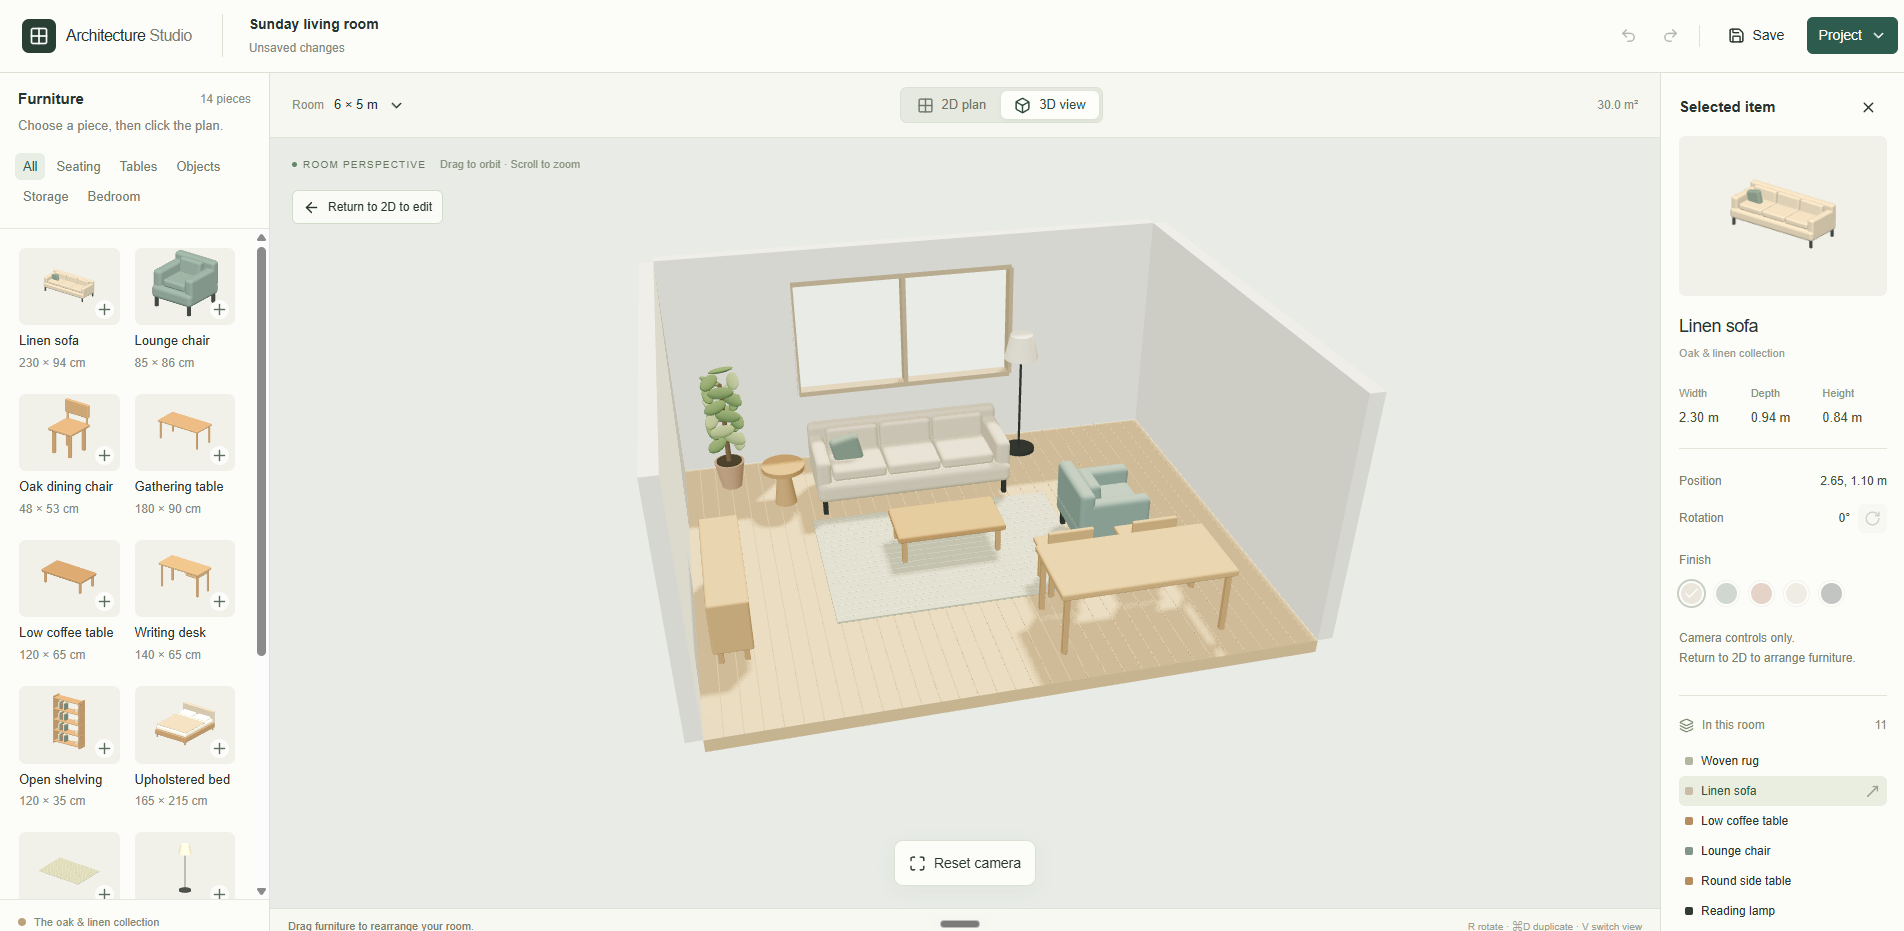 Architecture Studio
Sunday living room
Unsaved changes
Save
Project
Furniture
14 pieces
Choose a piece, then click the plan.
All
Seating
Tables
Objects
Storage
Bedroom
Linen sofa
230 × 94 cm
Lounge chair
85 × 86 cm
Oak dining chair
48 × 53 cm
Gathering table
180 × 90 cm
Low coffee table
120 × 65 cm
Writing desk
140 × 65 cm
Open shelving
120 × 35 cm
Upholstered bed
165 × 215 cm
The oak & linen collection
Room 6 × 5 m
2D plan
3D view
30.0 m²
ROOM PERSPECTIVE
Drag to orbit · Scroll to zoom
Return to 2D to edit
Reset camera
Drag furniture to rearrange your room.
R rotate · ⌘D duplicate · V switch view
Selected item
Linen sofa
Oak & linen collection
Width Depth Height
2.30 m 0.94 m 0.84 m
Position 2.65, 1.10 m
Rotation 0°
Finish
Camera controls only.
Return to 2D to arrange furniture.
In this room 11
Woven rug
Linen sofa
Low coffee table
Lounge chair
Round side table
Reading lamp